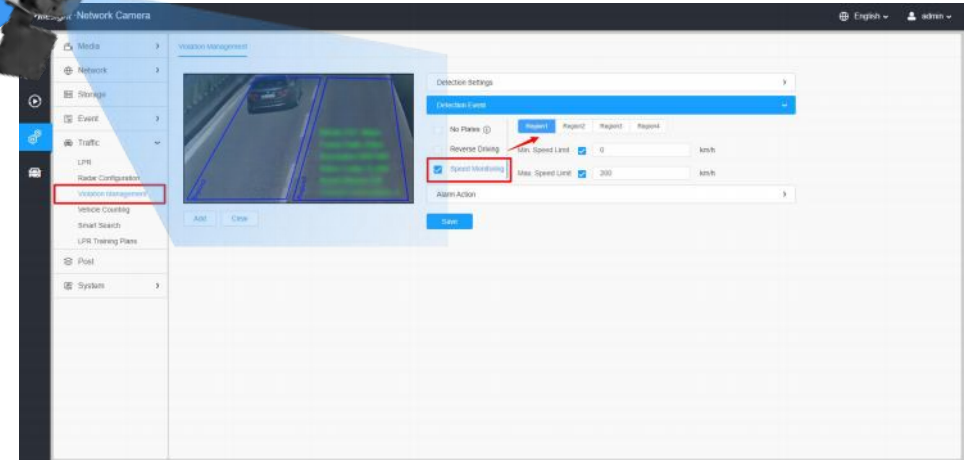 Network Camera
English
admin
Media
Network
Storage
Event
Traffic
LPR
Radar Configuration
Violation Management
Vehicle Counting
Smart Search
LPR Training Plans
Post
System
Violation Management
Add
Clear
Detection Settings
Detection Event
No Plates
Region1 Region2 Region3 Region4
Reverse Driving
Min. Speed Limit 0 km/h
Speed Monitoring
Max. Speed Limit 200 km/h
Alarm Action
Save